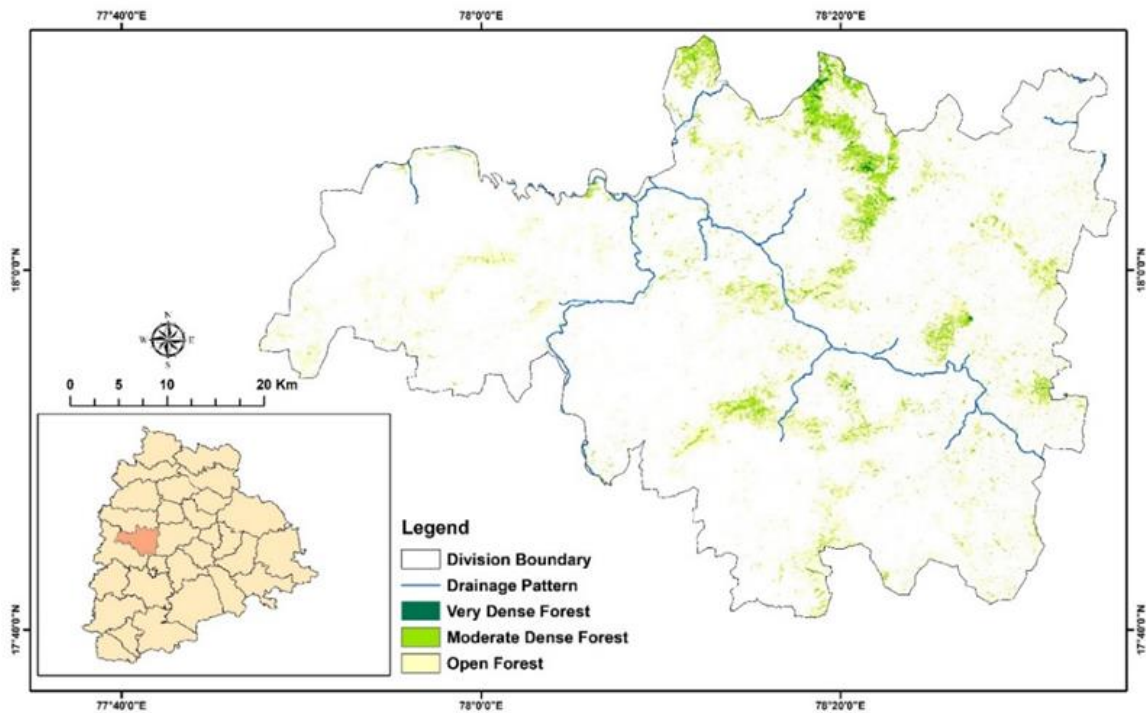 77°40'0"E 78°0'0"E 78°20'0"E
18°0'0"N 18°0'0"N
N
W E
S
0 5 10 20 Km
Legend
Division Boundary
Drainage Pattern
Very Dense Forest
Moderate Dense Forest
Open Forest
17°40'0"N 17°40'0"N
77°40'0"E 78°0'0"E 78°20'0"E